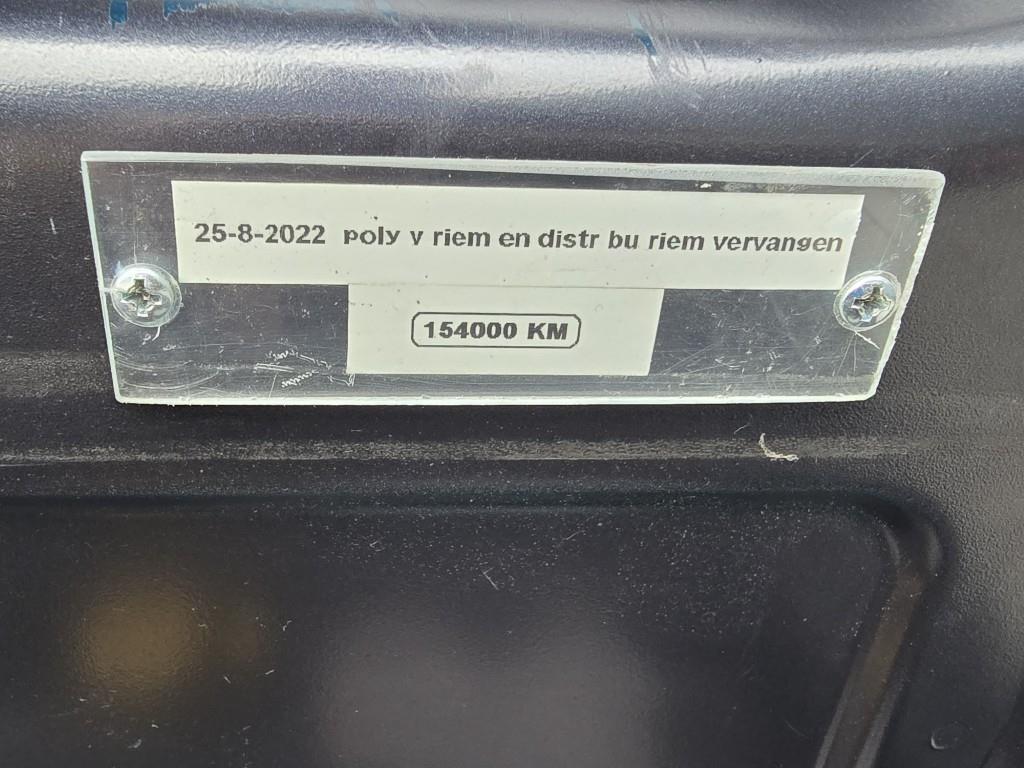 25-8-2022 poly v riem en distr bu riem vervangen
154000 KM